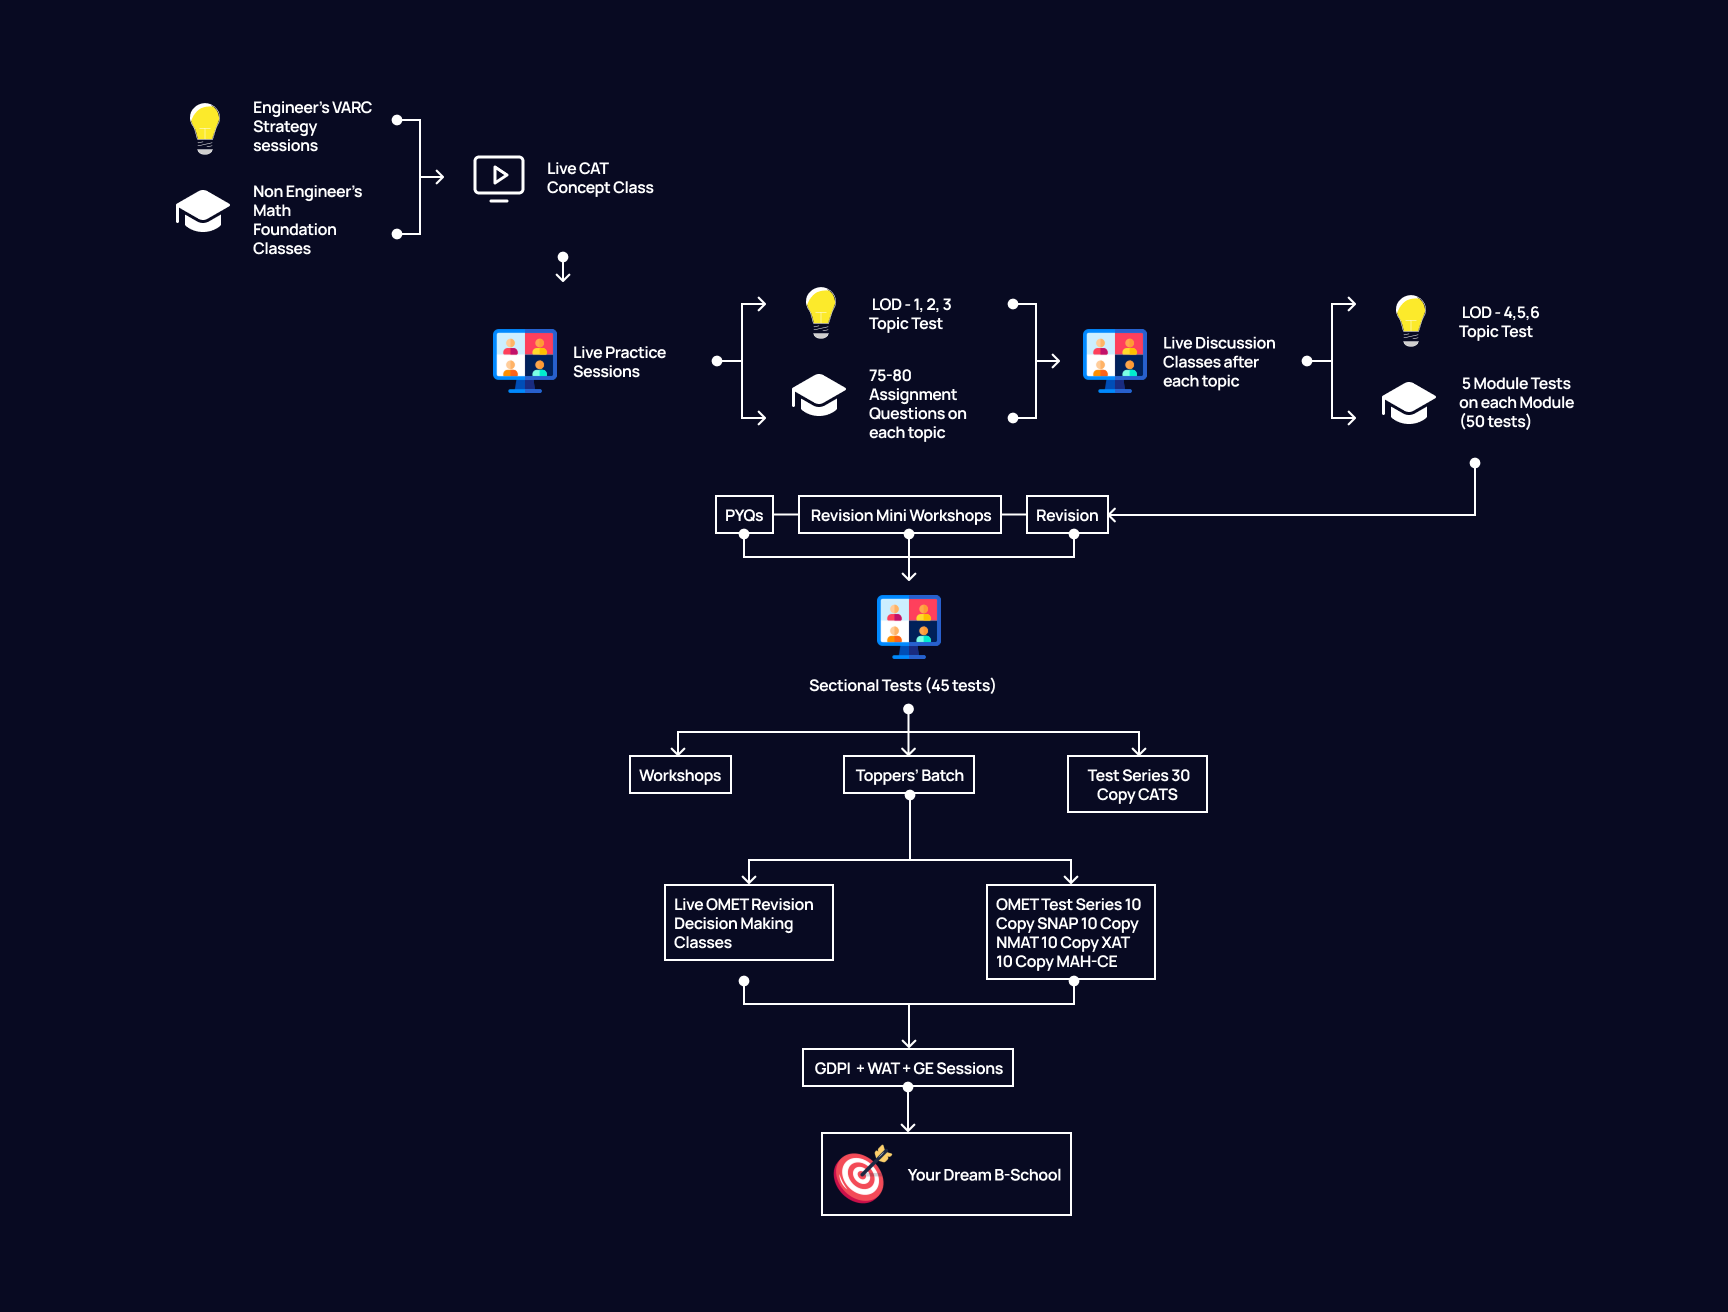 Engineer's VARC
Strategy
sessions
Non Engineer's
Math
Foundation
Classes
Live CAT
Concept Class
Live Practice
Sessions
LOD - 1, 2, 3
Topic Test
75-80
Assignment
Questions on
each topic
Live Discussion
Classes after
each topic
LOD - 4,5,6
Topic Test
5 Module Tests
on each Module
(50 tests)
PYQs
Revision Mini Workshops
Revision
Sectional Tests (45 tests)
Workshops
Toppers' Batch
Test Series 30
Copy CATS
Live OMET Revision
Decision Making
Classes
OMET Test Series 10
Copy SNAP 10 Copy
NMAT 10 Copy XAT
10 Copy MAH-CE
GDPI + WAT + GE Sessions
Your Dream B-School